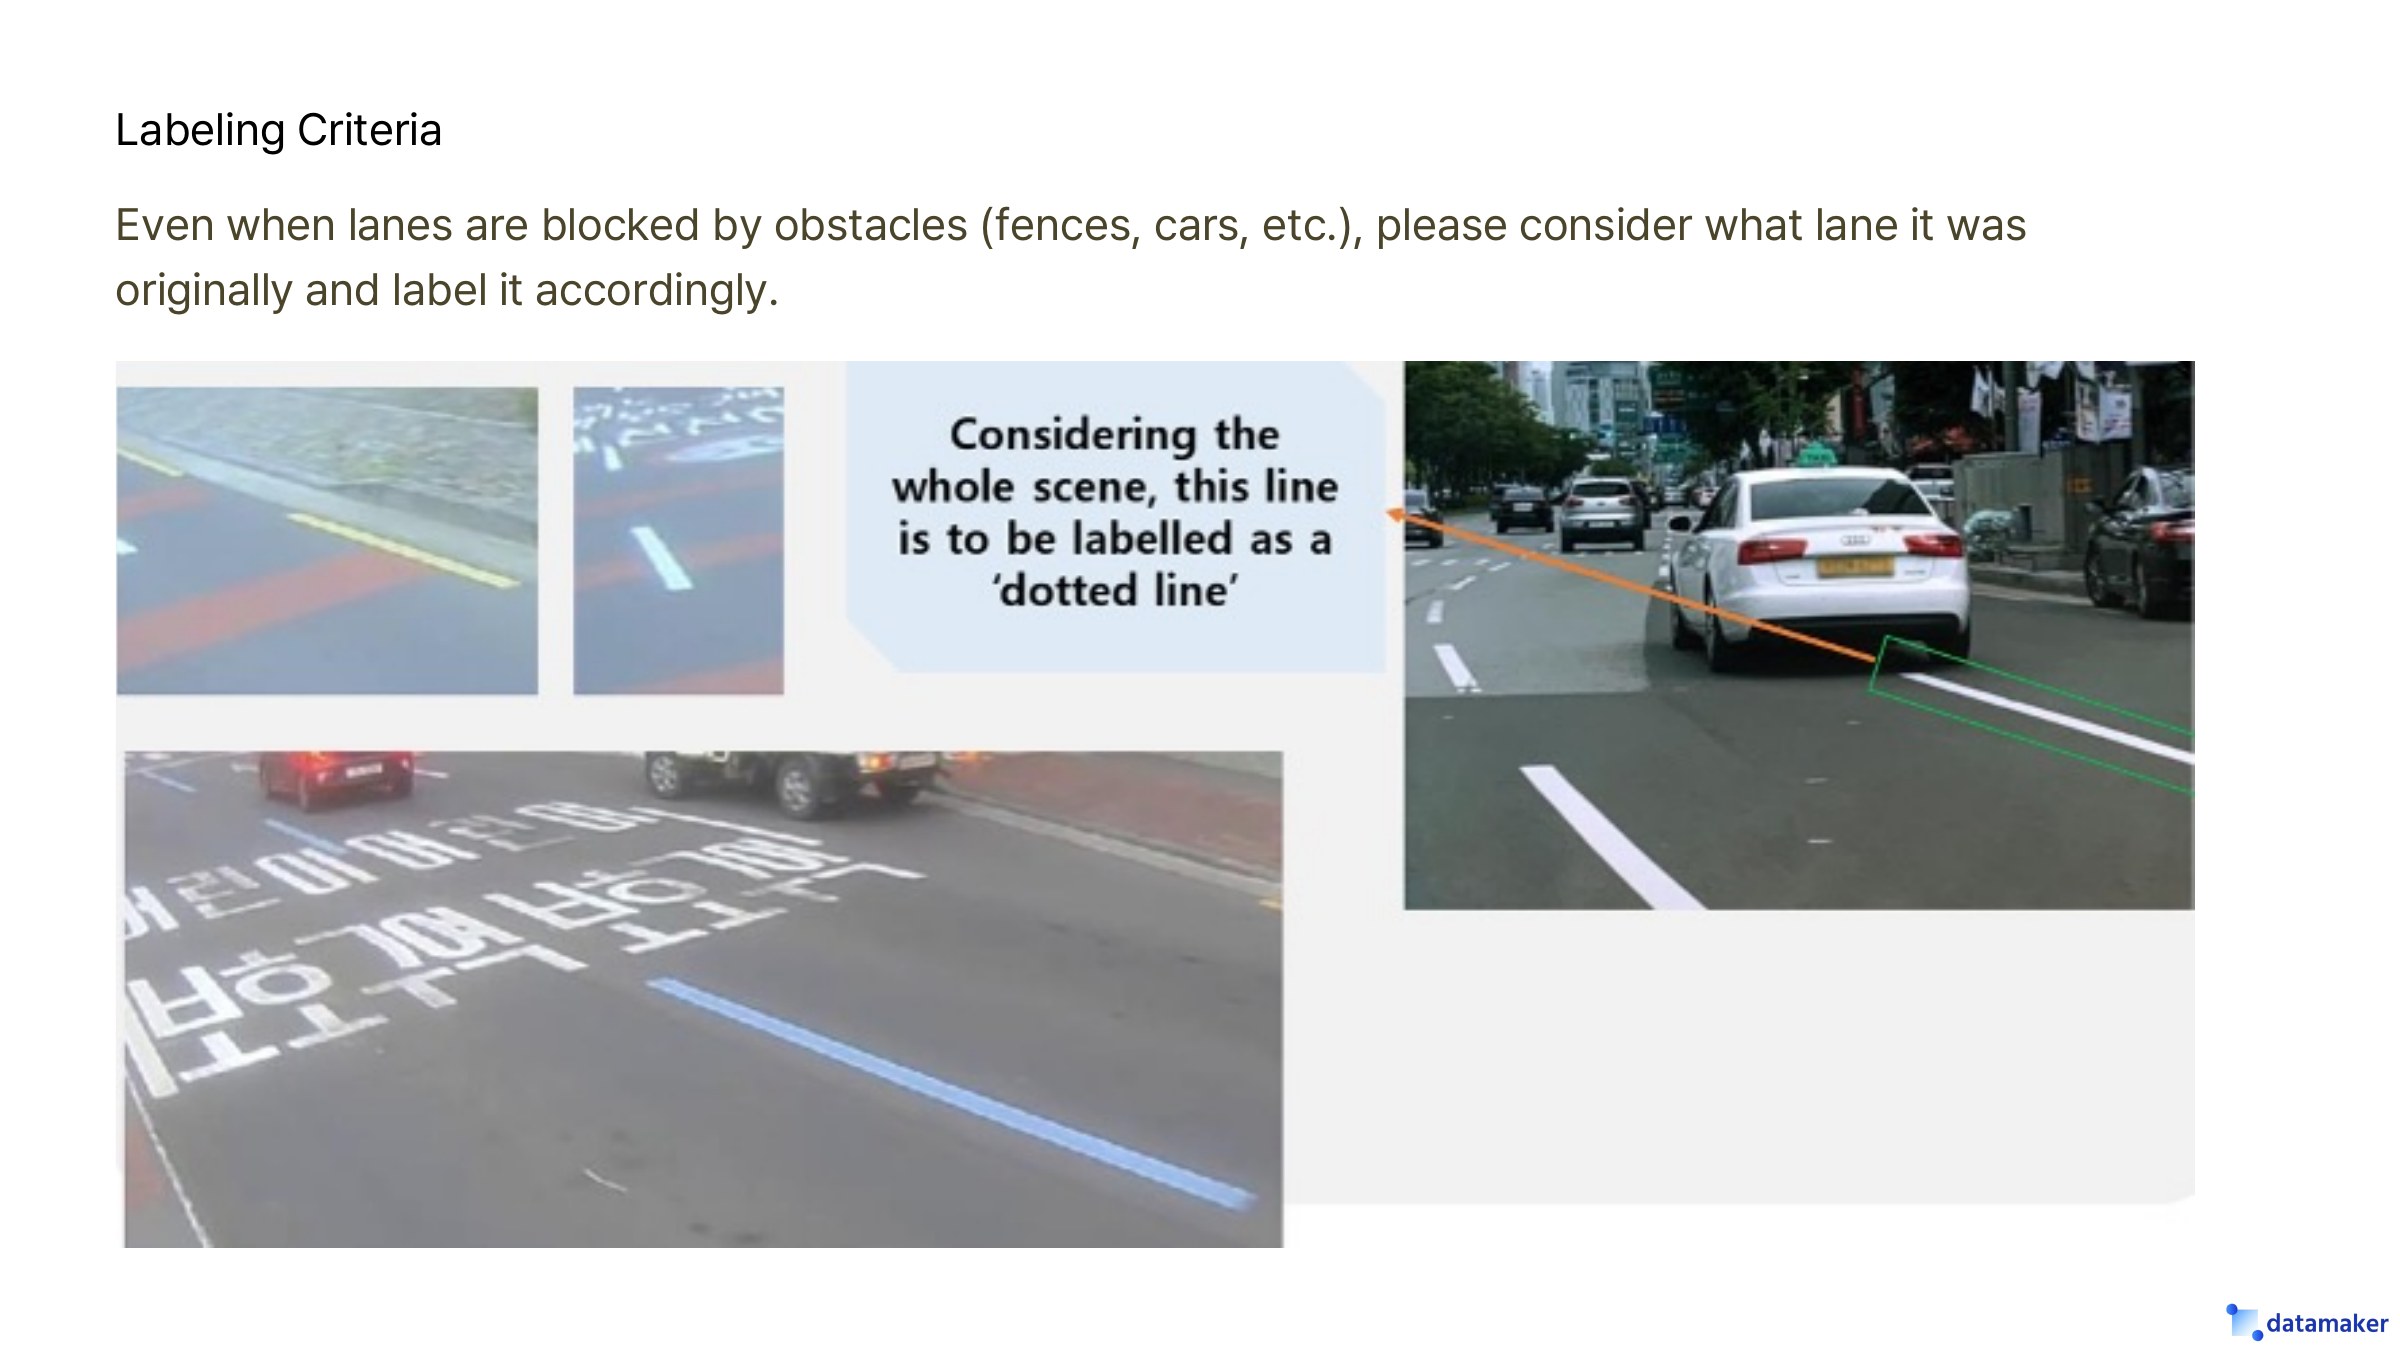 Labeling Criteria
Even when lanes are blocked by obstacles (fences, cars, etc.), please consider what lane it was
originally and label it accordingly.
Considering the
whole scene, this line
is to be labelled as a
‘dotted line’
datamaker